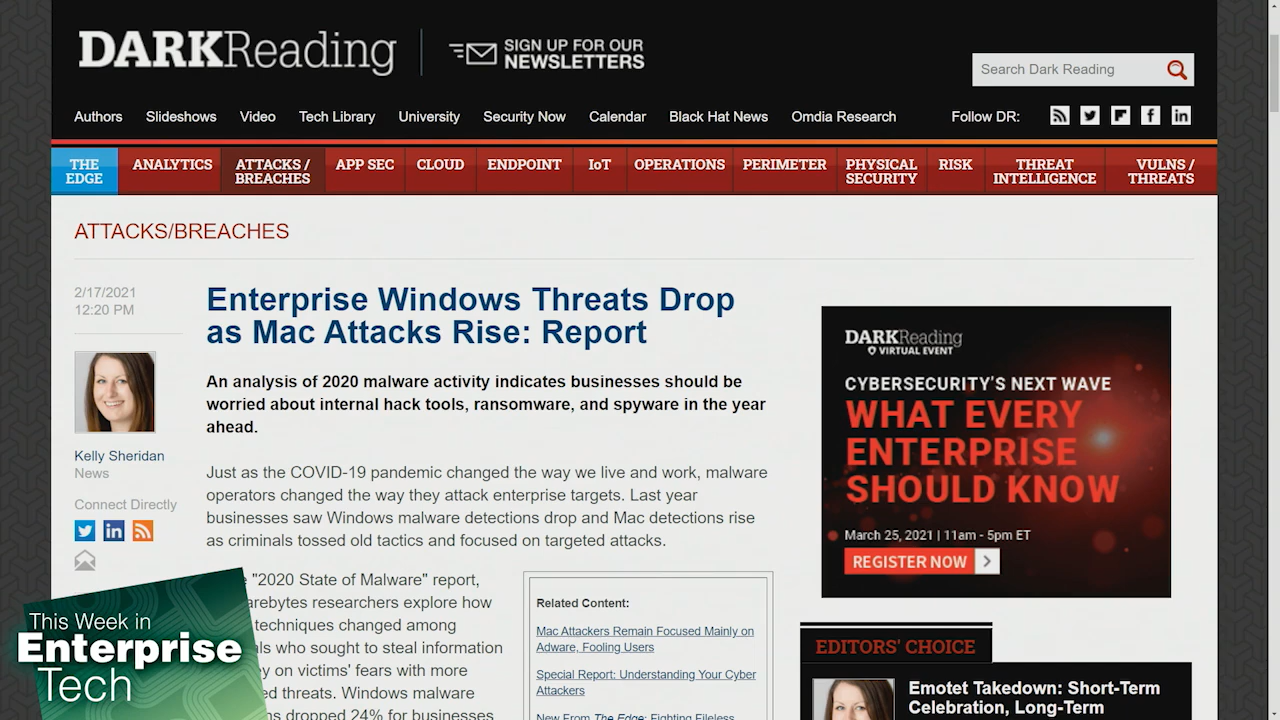 DARKReading
SIGN UP FOR OUR
NEWSLETTERS
Search Dark Reading
Authors Slideshows Video Tech Library University Security Now Calendar Black Hat News Omdia Research Follow DR:
THE EDGE
ANALYTICS
ATTACKS / BREACHES
APP SEC
CLOUD
ENDPOINT
IoT
OPERATIONS
PERIMETER
PHYSICAL SECURITY
RISK
THREAT INTELLIGENCE
VULNS / THREATS
ATTACKS/BREACHES
2/17/2021
12:20 PM
Kelly Sheridan
News
Connect Directly
Enterprise Windows Threats Drop
as Mac Attacks Rise: Report
An analysis of 2020 malware activity indicates businesses should be
worried about internal hack tools, ransomware, and spyware in the year
ahead.
Just as the COVID-19 pandemic changed the way we live and work, malware
operators changed the way they attack enterprise targets. Last year
businesses saw Windows malware detections drop and Mac detections rise
as criminals tossed old tactics and focused on targeted attacks.
"2020 State of Malware" report,
researchers explore how
techniques changed among
who sought to steal information
on victims' fears with more
threats. Windows malware
dropped 24% for businesses
Related Content:
Mac Attackers Remain Focused Mainly on
Adware, Fooling Users
Special Report: Understanding Your Cyber
Attackers
New From The Edge: Fighting Fileless
DARKReading
VIRTUAL EVENT
CYBERSECURITY'S NEXT WAVE
WHAT EVERY
ENTERPRISE
SHOULD KNOW
March 25, 2021 | 11am - 5pm ET
REGISTER NOW
EDITORS' CHOICE
Emotet Takedown: Short-Term
Celebration, Long-Term
This Week in
Enterprise
Tech